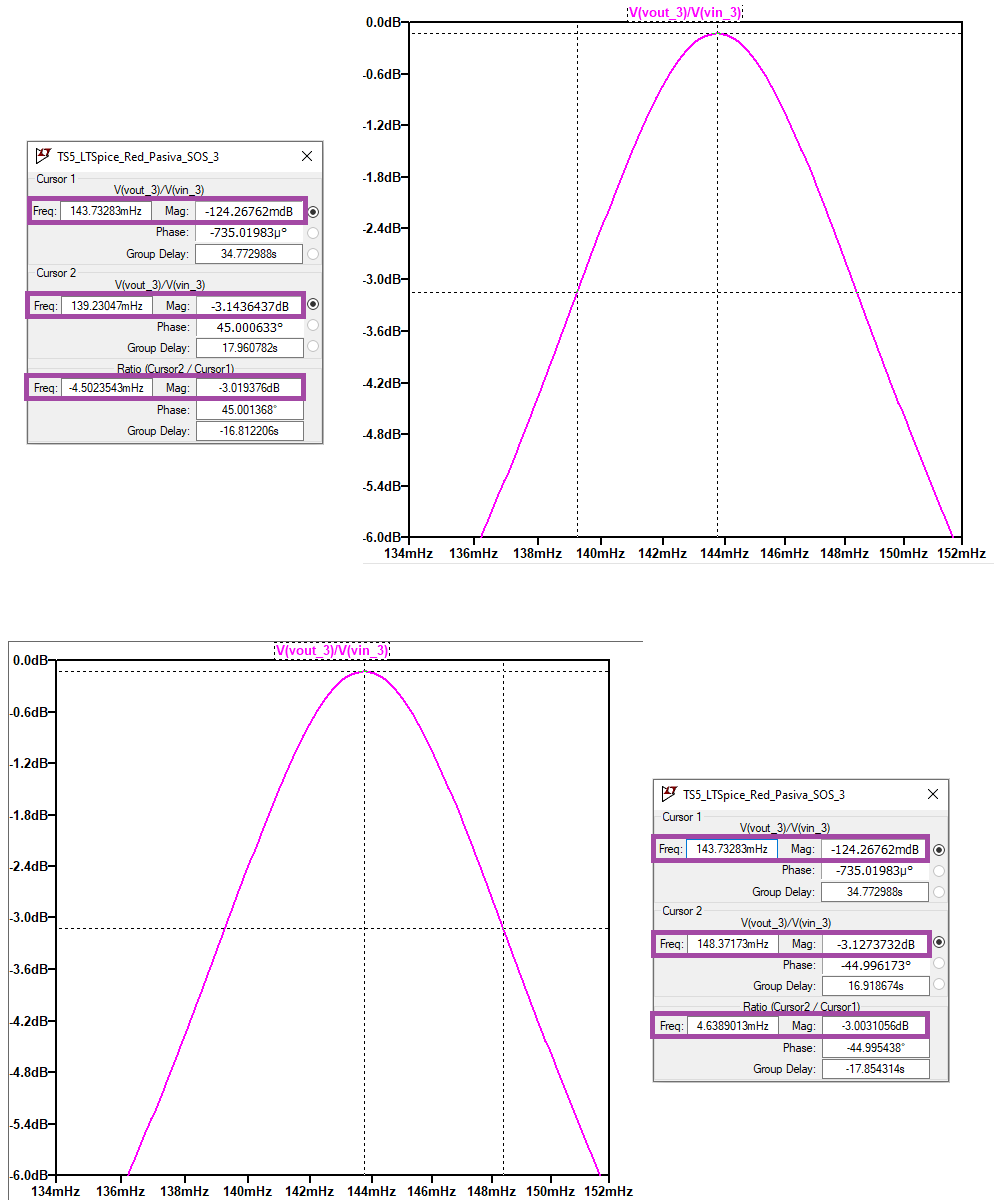 V(vout_3)/V(vin_3)
0.0dB
-0.6dB
-1.2dB
-1.8dB
-2.4dB
-3.0dB
-3.6dB
-4.2dB
-4.8dB
-5.4dB
-6.0dB
134mHz 136mHz 138mHz 140mHz 142mHz 144mHz 146mHz 148mHz 150mHz 152mHz
TS5_LTSpice_Red_Pasiva_SOS_3
Cursor 1
V(vout_3)/V(vin_3)
Freq: 143.73283mHz Mag: -124.26762mdB
Phase: -735.01983µ°
Group Delay: 34.772988s
Cursor 2
V(vout_3)/V(vin_3)
Freq: 139.23047mHz Mag: -3.1436437dB
Phase: 45.000633°
Group Delay: 17.960782s
Ratio (Cursor2 / Cursor1)
Freq: -4.5023543mHz Mag: -3.019376dB
Phase: 45.001368°
Group Delay: -16.812206s
V(vout_3)/V(vin_3)
0.0dB
-0.6dB
-1.2dB
-1.8dB
-2.4dB
-3.0dB
-3.6dB
-4.2dB
-4.8dB
-5.4dB
-6.0dB
134mHz 136mHz 138mHz 140mHz 142mHz 144mHz 146mHz 148mHz 150mHz 152mHz
TS5_LTSpice_Red_Pasiva_SOS_3
Cursor 1
V(vout_3)/V(vin_3)
Freq: 143.73283mHz Mag: -124.26762mdB
Phase: -735.01983µ°
Group Delay: 34.772988s
Cursor 2
V(vout_3)/V(vin_3)
Freq: 148.37173mHz Mag: -3.1273732dB
Phase: -44.996173°
Group Delay: 16.918674s
Ratio (Cursor2 / Cursor1)
Freq: 4.6389013mHz Mag: -3.0031056dB
Phase: -44.995438°
Group Delay: -17.854314s